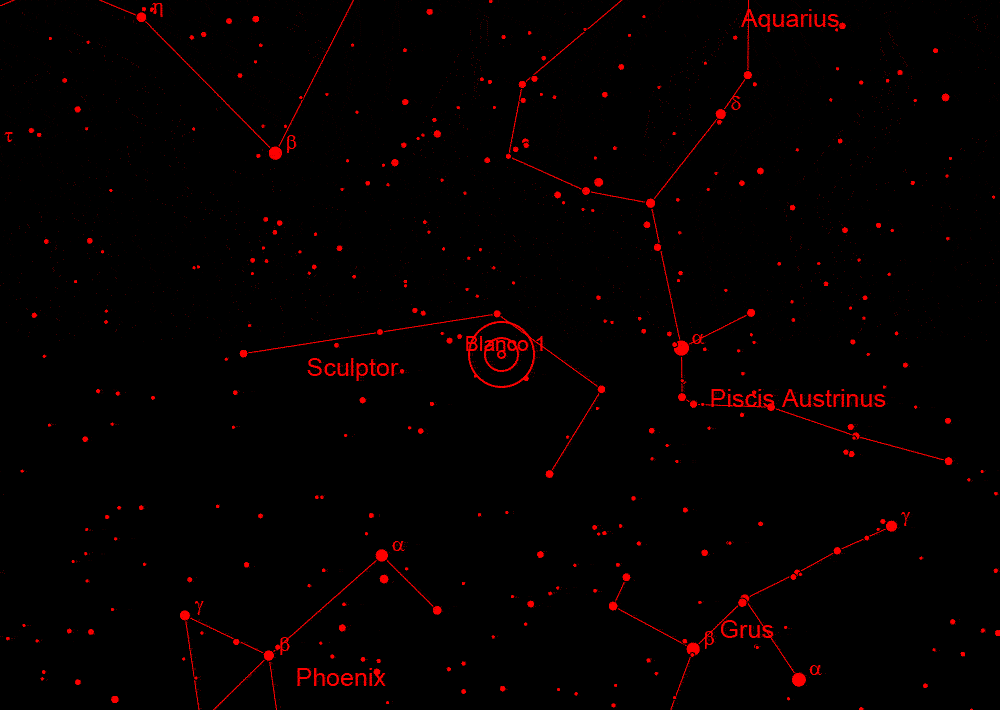 η
Aquarius
δ
τ
β
Blanco 1
α
Sculptor
Piscis Austrinus
γ
α
γ
β
Grus
β
α
Phoenix